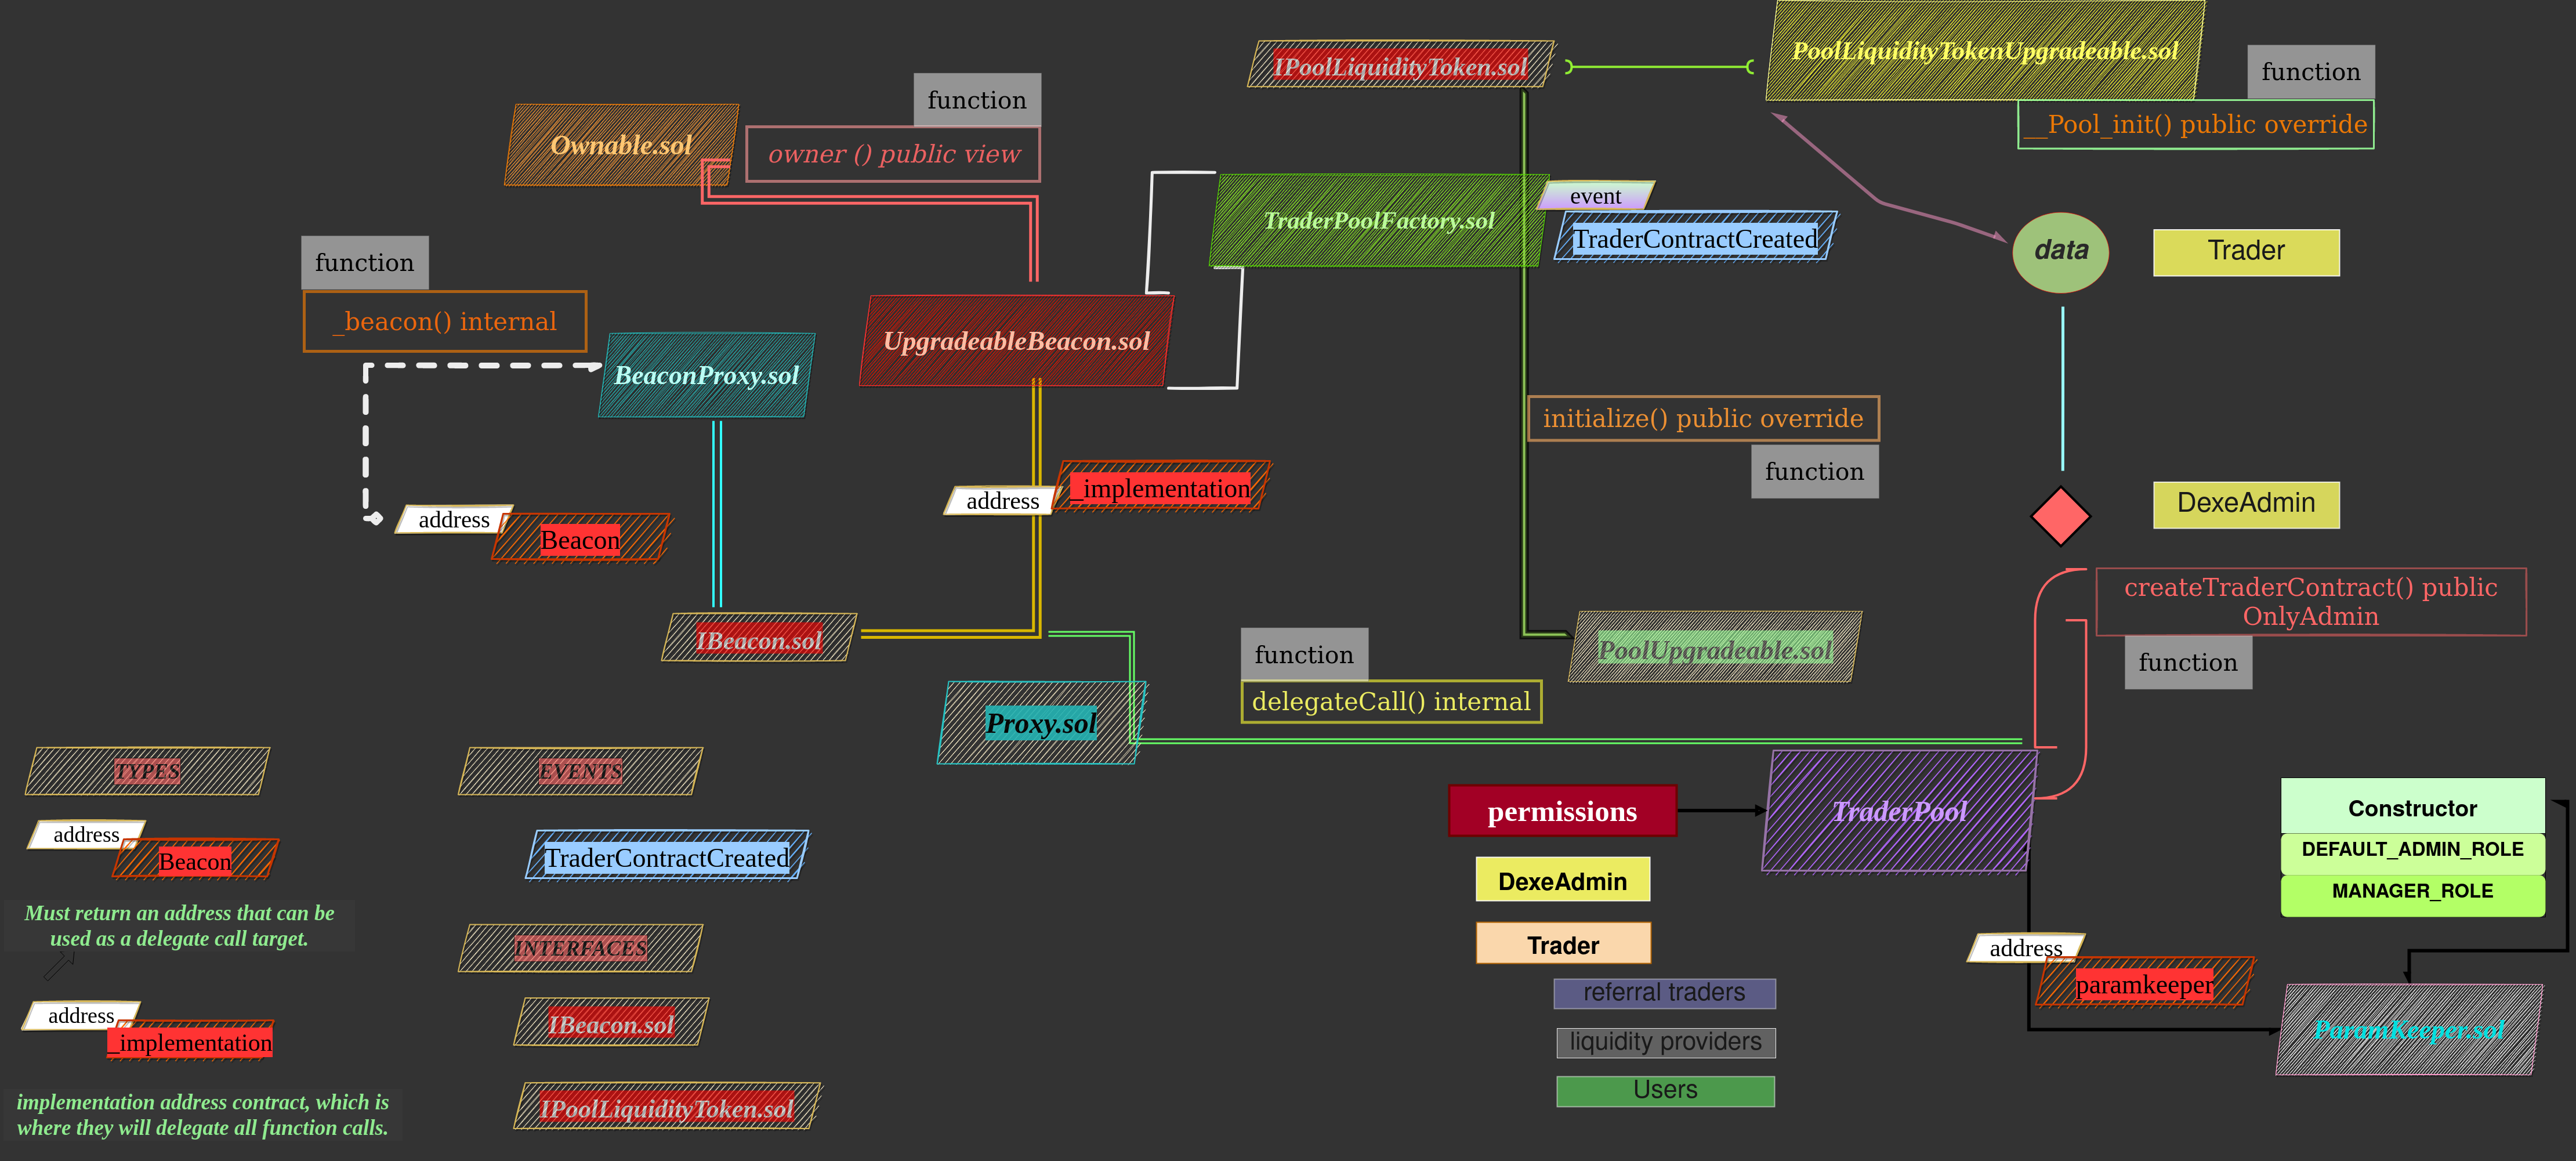 IPoolLiquidityToken.sol
PoolLiquidityTokenUpgradeable.sol
function
__Pool_init() public override
function
Ownable.sol
owner () public view
TraderPoolFactory.sol
event
TraderContractCreated
data
Trader
function
_beacon() internal
UpgradeableBeacon.sol
BeaconProxy.sol
initialize() public override
function
address
_implementation
address
Beacon
DexeAdmin
createTraderContract() public
OnlyAdmin
function
IBeacon.sol
function
delegateCall() internal
PoolUpgradeable.sol
Proxy.sol
TYPES
address
Beacon
Must return an address that can be
used as a delegate call target.
address
_implementation
implementation address contract, which is
where they will delegate all function calls.
EVENTS
TraderContractCreated
INTERFACES
IBeacon.sol
IPoolLiquidityToken.sol
permissions
TraderPool
DexeAdmin
Trader
referral traders
liquidity providers
Users
Constructor
DEFAULT_ADMIN_ROLE
MANAGER_ROLE
address
paramkeeper
ParamKeeper.sol